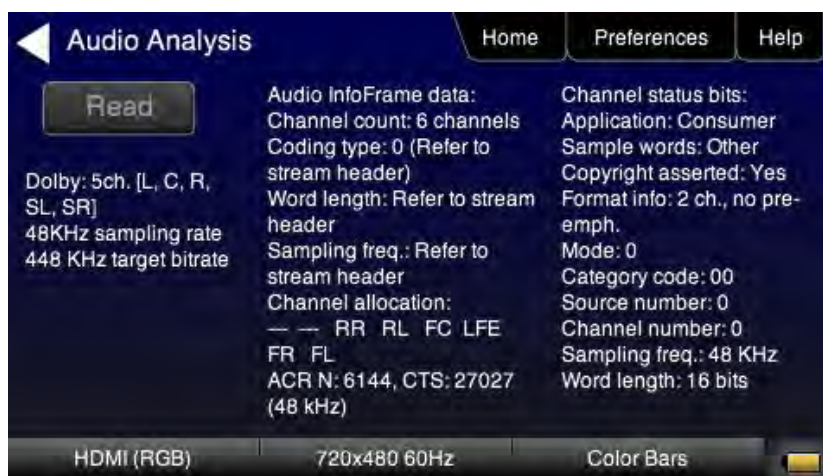 Audio Analysis
Home
Preferences
Help
Read
Dolby: 5ch. [L, C, R,
SL, SR]
48KHz sampling rate
448 KHz target bitrate
Audio InfoFrame data:
Channel count: 6 channels
Coding type: 0 (Refer to
stream header)
Word length: Refer to stream
header
Sampling freq.: Refer to
stream header
Channel allocation:
--- --- RR RL FC LFE
FR FL
ACR N: 6144, CTS: 27027
(48 kHz)
Channel status bits:
Application: Consumer
Sample words: Other
Copyright asserted: Yes
Format info: 2 ch., no pre-
emph.
Mode: 0
Category code: 00
Source number: 0
Channel number: 0
Sampling freq.: 48 KHz
Word length: 16 bits
HDMI (RGB)
720x480 60Hz
Color Bars